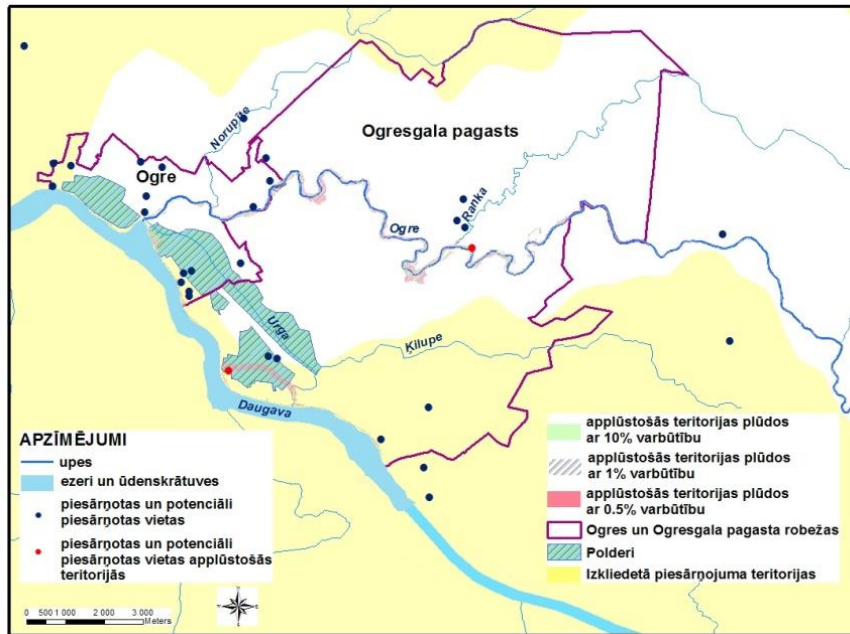 Norupīte
Ogresgala pagasts
Ogre
Ranka
Ogre
Urga
Ķilupe
Daugava
APZĪMĒJUMI
upes
ezeri un ūdenskrātuves
piesārņotas un potenciāli
piesārņotas vietas
piesārņotas un potenciāli
piesārņotas vietas applūstošās
teritorijās
0 500 1 000 2 000 3 000
Meters
applūstošās teritorijas plūdos
ar 10% varbūtību
applūstošās teritorijas plūdos
ar 1% varbūtību
applūstošās teritorijas plūdos
ar 0.5% varbūtību
Ogres un Ogresgala pagasta robežas
Polderi
Izkliedetā piesārņojuma teritorijas